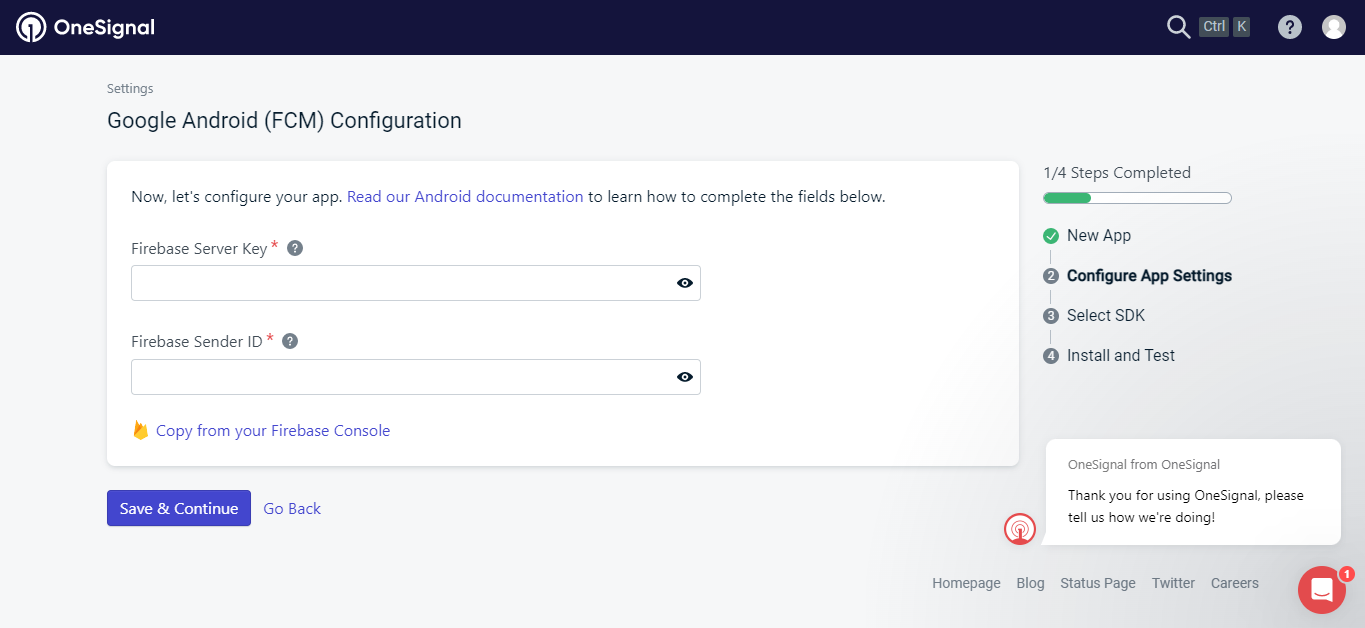 OneSignal
Ctrl K
?
Settings
Google Android (FCM) Configuration
Now, let's configure your app. Read our Android documentation to learn how to complete the fields below.
Firebase Server Key * ?
Firebase Sender ID * ?
Copy from your Firebase Console
Save & Continue
Go Back
1/4 Steps Completed
New App
2 Configure App Settings
3 Select SDK
4 Install and Test
OneSignal from OneSignal
Thank you for using OneSignal, please
tell us how we're doing!
1
Homepage Blog Status Page Twitter Careers